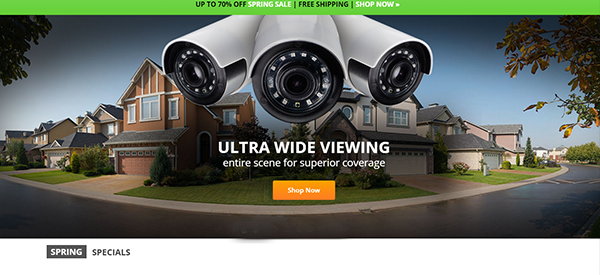 UP TO 70% OFF SPRING SALE | FREE SHIPPING | SHOP NOW »
ULTRA WIDE VIEWING
entire scene for superior coverage
Shop Now
SPRING SPECIALS